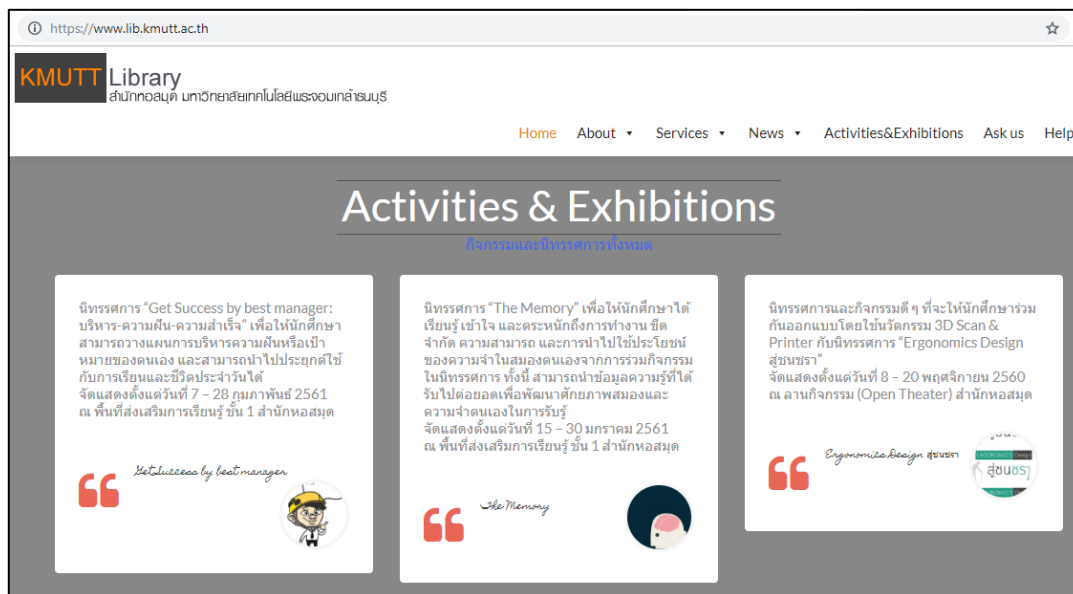 https://www.lib.kmutt.ac.th
KMUTT Library
สำนักหอสมุด มหาวิทยาลัยเทคโนโลยีพระจอมเกล้าธนบุรี
Home About Services News Activities&Exhibitions Ask us Help
Activities & Exhibitions
กิจกรรมและนิทรรศการทั้งหมด
นิทรรศการ “Get Success by best manager:
บริหาร-ความฝัน-ความสำเร็จ” เพื่อให้นักศึกษา
สามารถวางแผนการบริหารความฝันหรือเป้า
หมายของตนเอง และสามารถนำไปประยุกต์ใช้
กับการเรียนและชีวิตประจำวันได้
จัดแสดงตั้งแต่วันที่ 7 – 28 กุมภาพันธ์ 2561
ณ พื้นที่ส่งเสริมการเรียนรู้ ชั้น 1 สำนักหอสมุด
Get Success by best manager
นิทรรศการ “The Memory” เพื่อให้นักศึกษาได้
เรียนรู้ เข้าใจ และตระหนักถึงการทำงาน ขีด
จำกัด ความสามารถ และการนำไปใช้ประโยชน์
ของความจำในสมองตนเองจากการร่วมกิจกรรม
ในนิทรรศการ ทั้งนี้ สามารถนำข้อมูลความรู้ที่ได้
รับไปต่อยอดเพื่อพัฒนาศักยภาพสมองและ
ความจำตนเองในการรับรู้
จัดแสดงตั้งแต่วันที่ 15 – 30 มกราคม 2561
ณ พื้นที่ส่งเสริมการเรียนรู้ ชั้น 1 สำนักหอสมุด
The Memory
นิทรรศการและกิจกรรมดี ๆ ที่จะให้นักศึกษาร่วม
กันออกแบบโดยใช้นวัตกรรม 3D Scan &
Printer กับนิทรรศการ “Ergonomics Design
สู่ชนชรา”
จัดแสดงตั้งแต่วันที่ 8 – 20 พฤศจิกายน 2560
ณ ลานกิจกรรม (Open Theater) สำนักหอสมุด
Ergonomics Design สู่ชนชรา
สู่ชนชรา